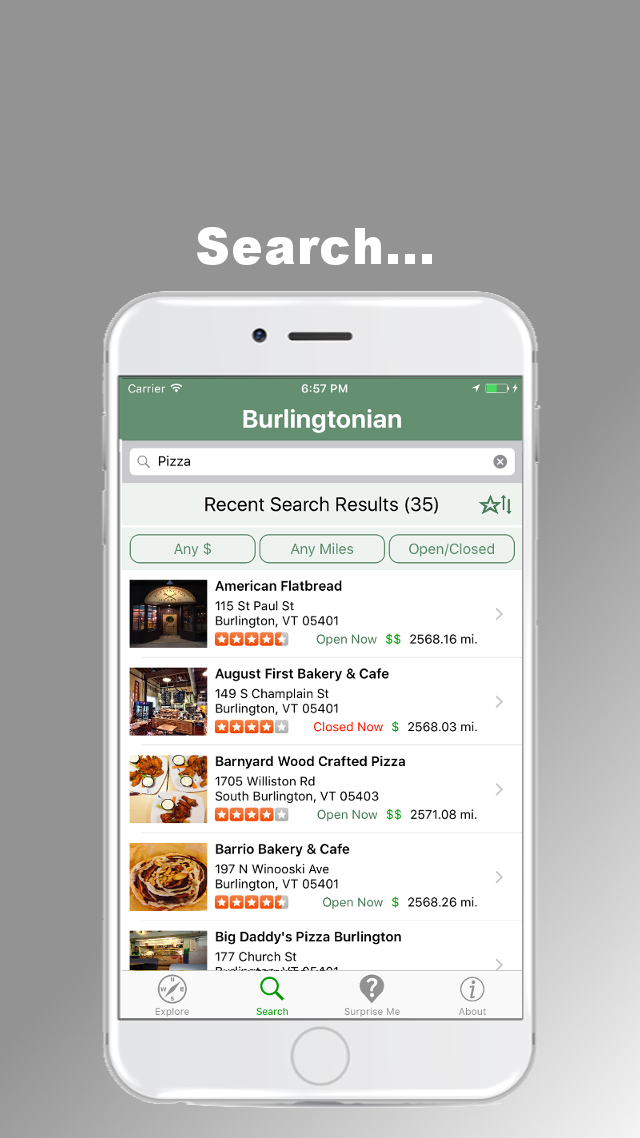 Search...
Carrier 6:57 PM
Burlingtonian
Pizza
Recent Search Results (35)
Any $ Any Miles Open/Closed
American Flatbread
115 St Paul St
Burlington, VT 05401
Open Now $$ 2568.16 mi.
August First Bakery & Cafe
149 S Champlain St
Burlington, VT 05401
Closed Now $ 2568.03 mi.
Barnyard Wood Crafted Pizza
1705 Williston Rd
South Burlington, VT 05403
Open Now $$ 2571.08 mi.
Barrio Bakery & Cafe
197 N Winooski Ave
Burlington, VT 05401
Open Now $ 2568.26 mi.
Big Daddy's Pizza Burlington
177 Church St
Burlington, VT 05401
N
W E
S
Explore Search Surprise Me About